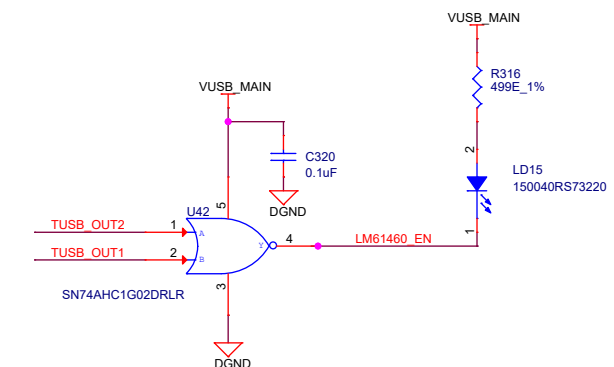 VUSB_MAIN
R316
499E_1%
VUSB_MAIN
2
C320
0.1uF
LD15
150040RS73220
DGND
5
U42
1
TUSB_OUT2
1
A
Y
4
LM61460_EN
TUSB_OUT1
2
B
3
SN74AHC1G02DRLR
DGND